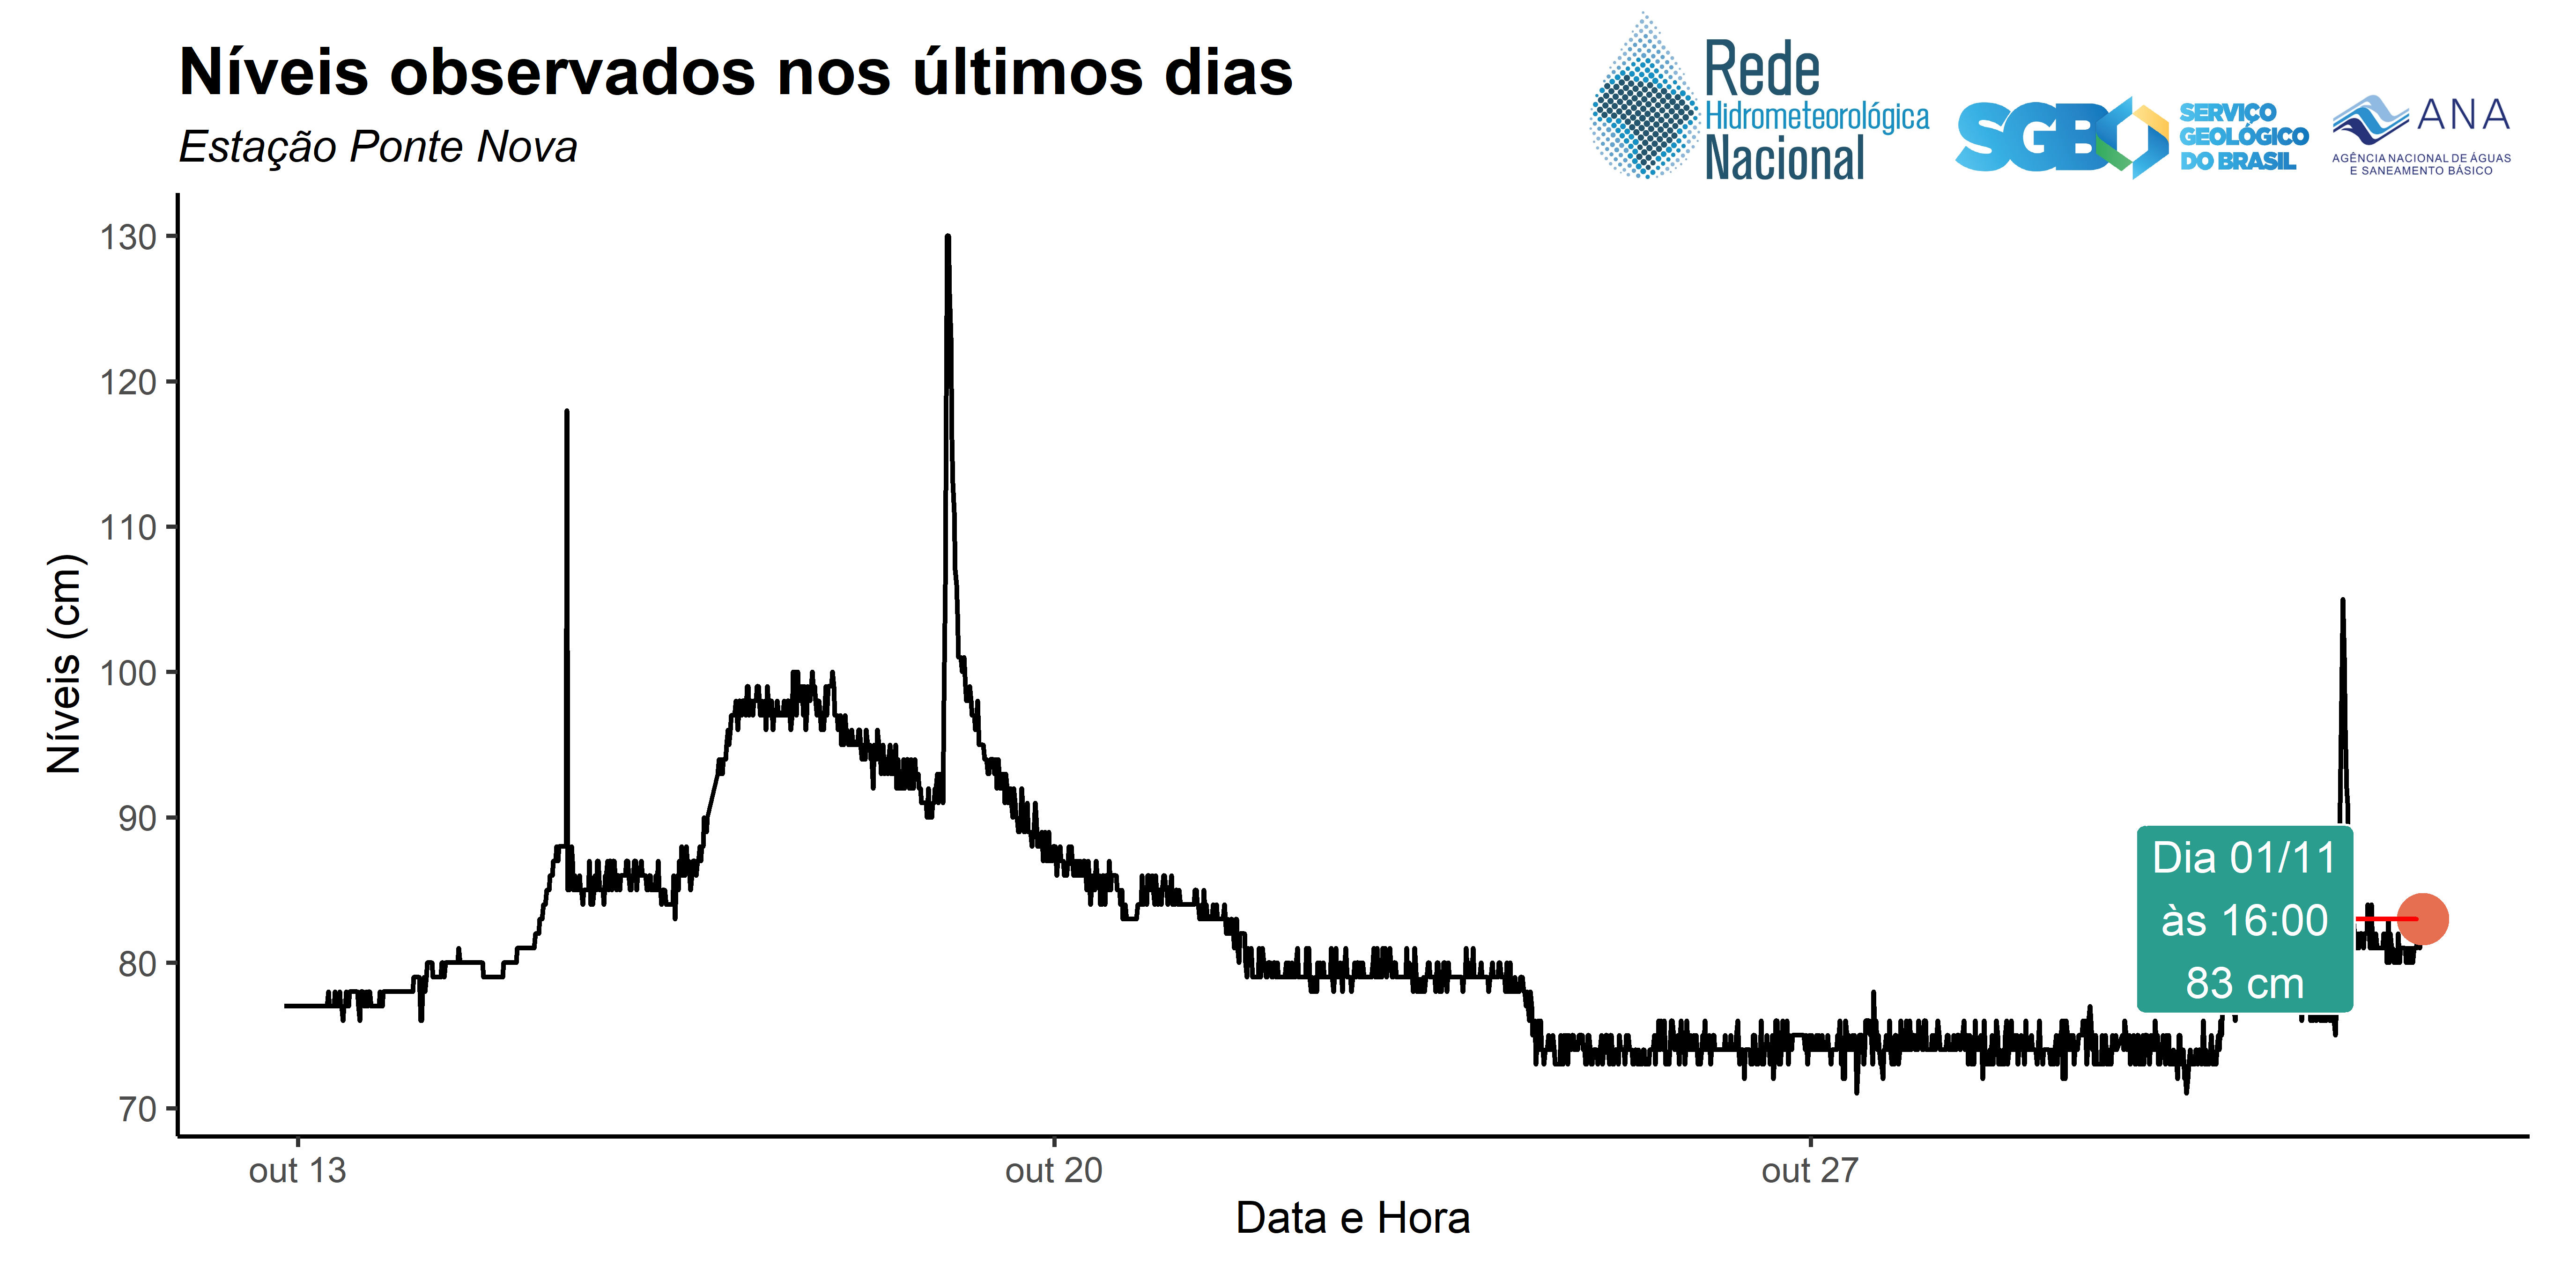 Níveis observados nos últimos dias
Estação Ponte Nova
Rede
Hidrometeorológica
Nacional
SGB
SERVIÇO
GEOLÓGICO
DO BRASIL
ANA
AGÊNCIA NACIONAL DE ÁGUAS
E SANEAMENTO BÁSICO
Níveis (cm)
130
120
110
100
90
80
70
Dia 01/11
às 16:00
83 cm
out 13
out 20
out 27
Data e Hora